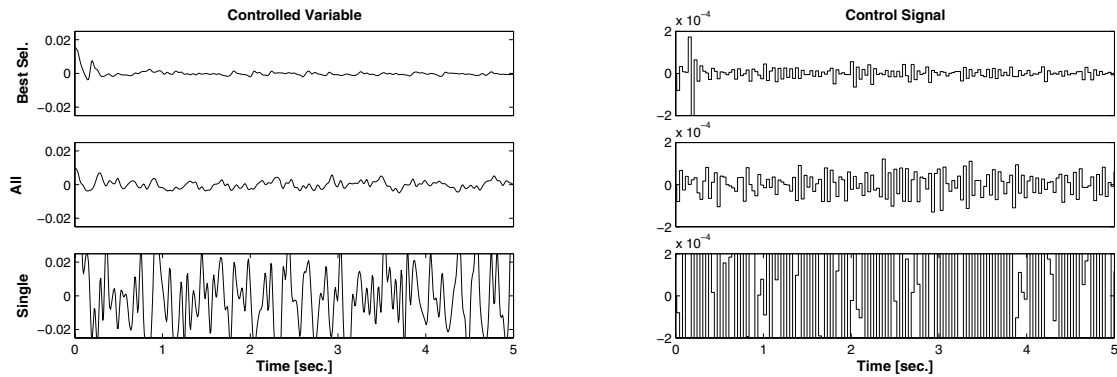 Controlled Variable
Best Sel.
0.02
0
−0.02
All
0.02
0
−0.02
Single
0.02
0
−0.02
0 1 2 3 4 5
Time [sec.]
Control Signal
2 x 10−4
0
−2
2 x 10−4
0
−2
2 x 10−4
0
−2
0 1 2 3 4 5
Time [sec.]